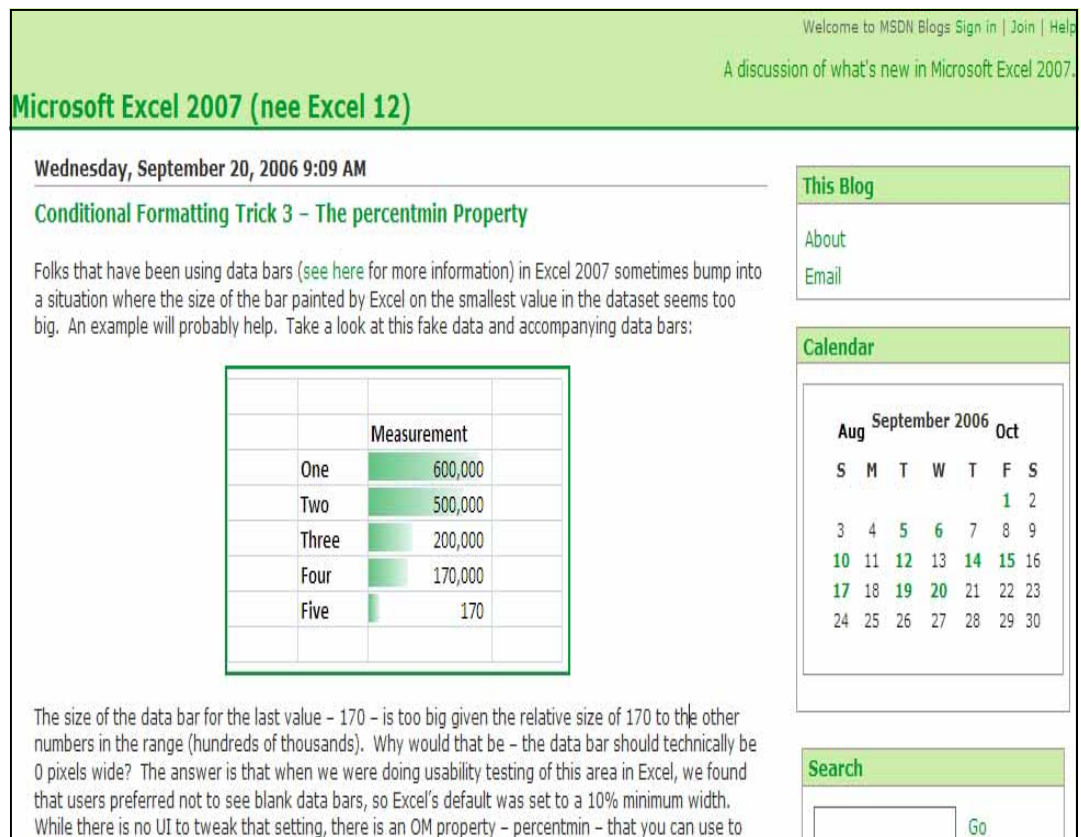 Welcome to MSDN Blogs Sign in | Join | Help
A discussion of what's new in Microsoft Excel 2007.
Microsoft Excel 2007 (nee Excel 12)
Wednesday, September 20, 2006 9:09 AM
Conditional Formatting Trick 3 – The percentmin Property
Folks that have been using data bars (see here for more information) in Excel 2007 sometimes bump into
a situation where the size of the bar painted by Excel on the smallest value in the dataset seems too
big. An example will probably help. Take a look at this fake data and accompanying data bars:
Measurement
One 600,000
Two 500,000
Three 200,000
Four 170,000
Five 170
The size of the data bar for the last value – 170 – is too big given the relative size of 170 to the other
numbers in the range (hundreds of thousands). Why would that be – the data bar should technically be
0 pixels wide? The answer is that when we were doing usability testing of this area in Excel, we found
that users preferred not to see blank data bars, so Excel's default was set to a 10% minimum width.
While there is no UI to tweak that setting, there is an OM property – percentmin – that you can use to
This Blog
About
Email
Calendar
Aug September 2006 Oct
S M T W T F S
1 2
3 4 5 6 7 8 9
10 11 12 13 14 15 16
17 18 19 20 21 22 23
24 25 26 27 28 29 30
Search
Go